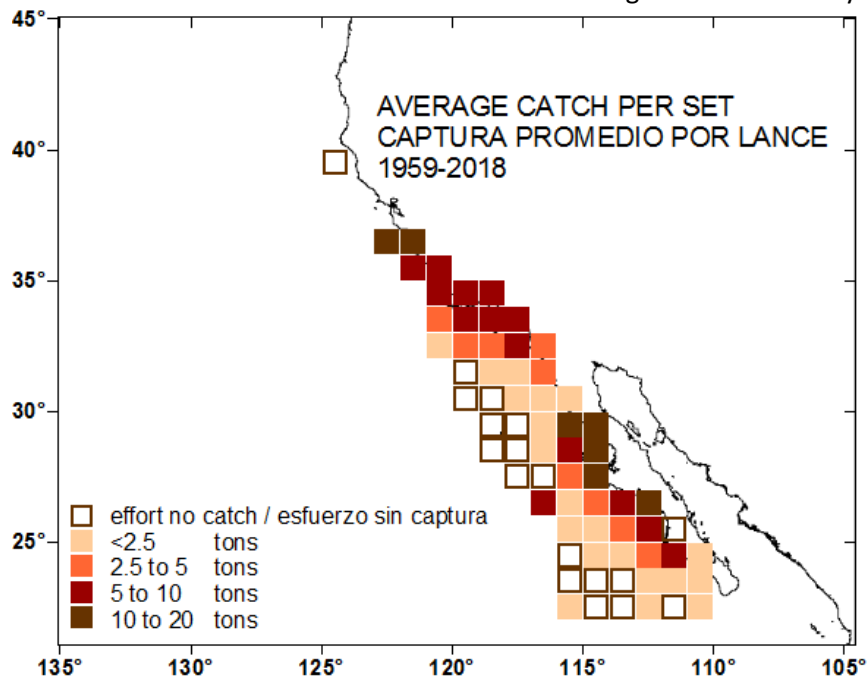 45°
AVERAGE CATCH PER SET
CAPTURA PROMEDIO POR LANCE
1959-2018
40°
35°
30°
25°
effort no catch / esfuerzo sin captura
<2.5 tons
2.5 to 5 tons
5 to 10 tons
10 to 20 tons
135° 130° 125° 120° 115° 110° 105°